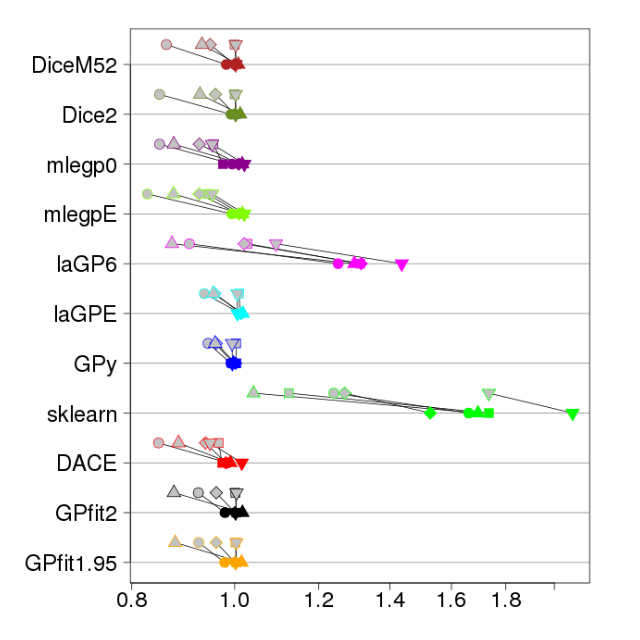 DiceM52
Dice2
mlegp0
mlegpE
laGP6
laGPE
GPy
sklearn
DACE
GPfit2
GPfit1.95
0.8 1.0 1.2 1.4 1.6 1.8